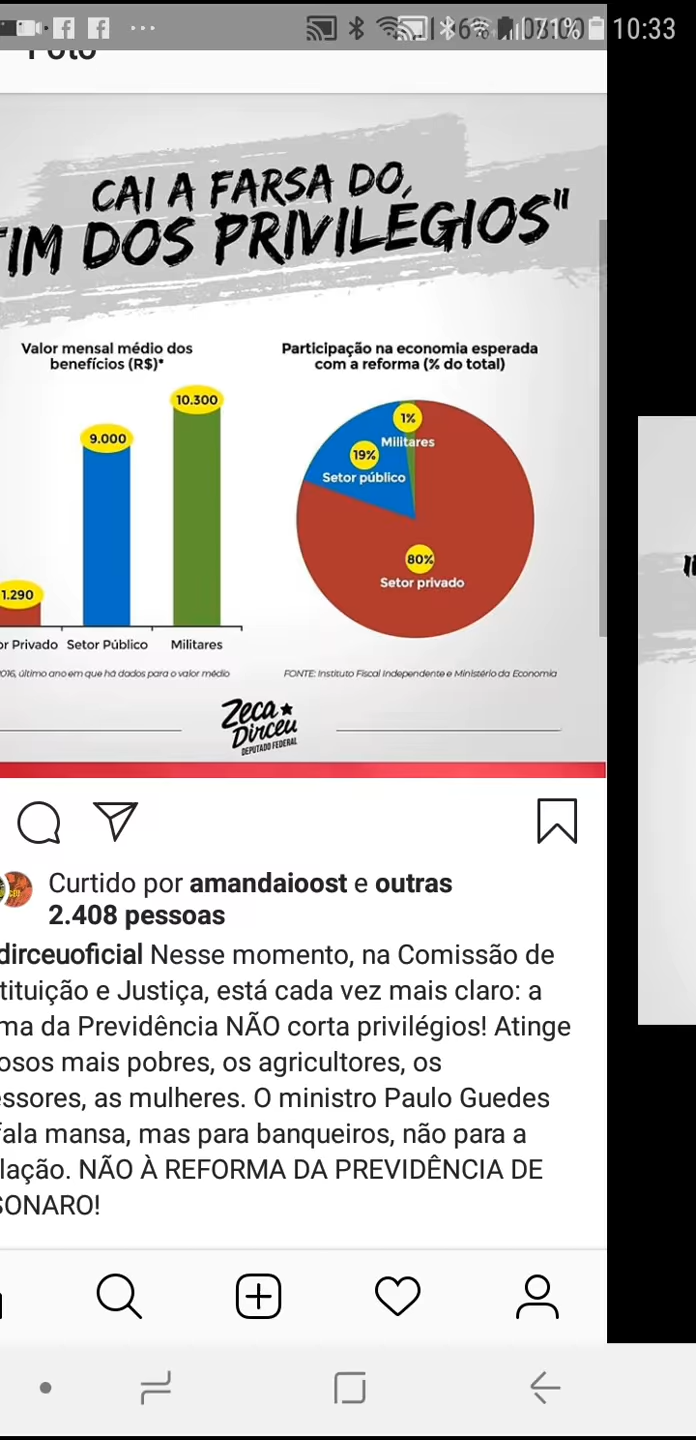 71% 10:33
Foto
CAI A FARSA DO,
"IM DOS PRIVILÉGIOS"
Valor mensal médio dos
benefícios (R$)*
1.290
9.000
10.300
or Privado Setor Público Militares
Participação na economia esperada
com a reforma (% do total)
1%
Militares
19%
Setor público
80%
Setor privado
016, último ano em que há dados para o valor médio
FONTE: Instituto Fiscal Independente e Ministério da Economia
Zeca
Dirceu
DEPUTADO FEDERAL
Curtido por amandaioost e outras
2.408 pessoas
dirceuoficial Nesse momento, na Comissão de
tituição e Justiça, está cada vez mais claro: a
ma da Previdência NÃO corta privilégios! Atinge
osos mais pobres, os agricultores, os
essores, as mulheres. O ministro Paulo Guedes
fala mansa, mas para banqueiros, não para a
lação. NÃO À REFORMA DA PREVIDÊNCIA DE
SONARO!